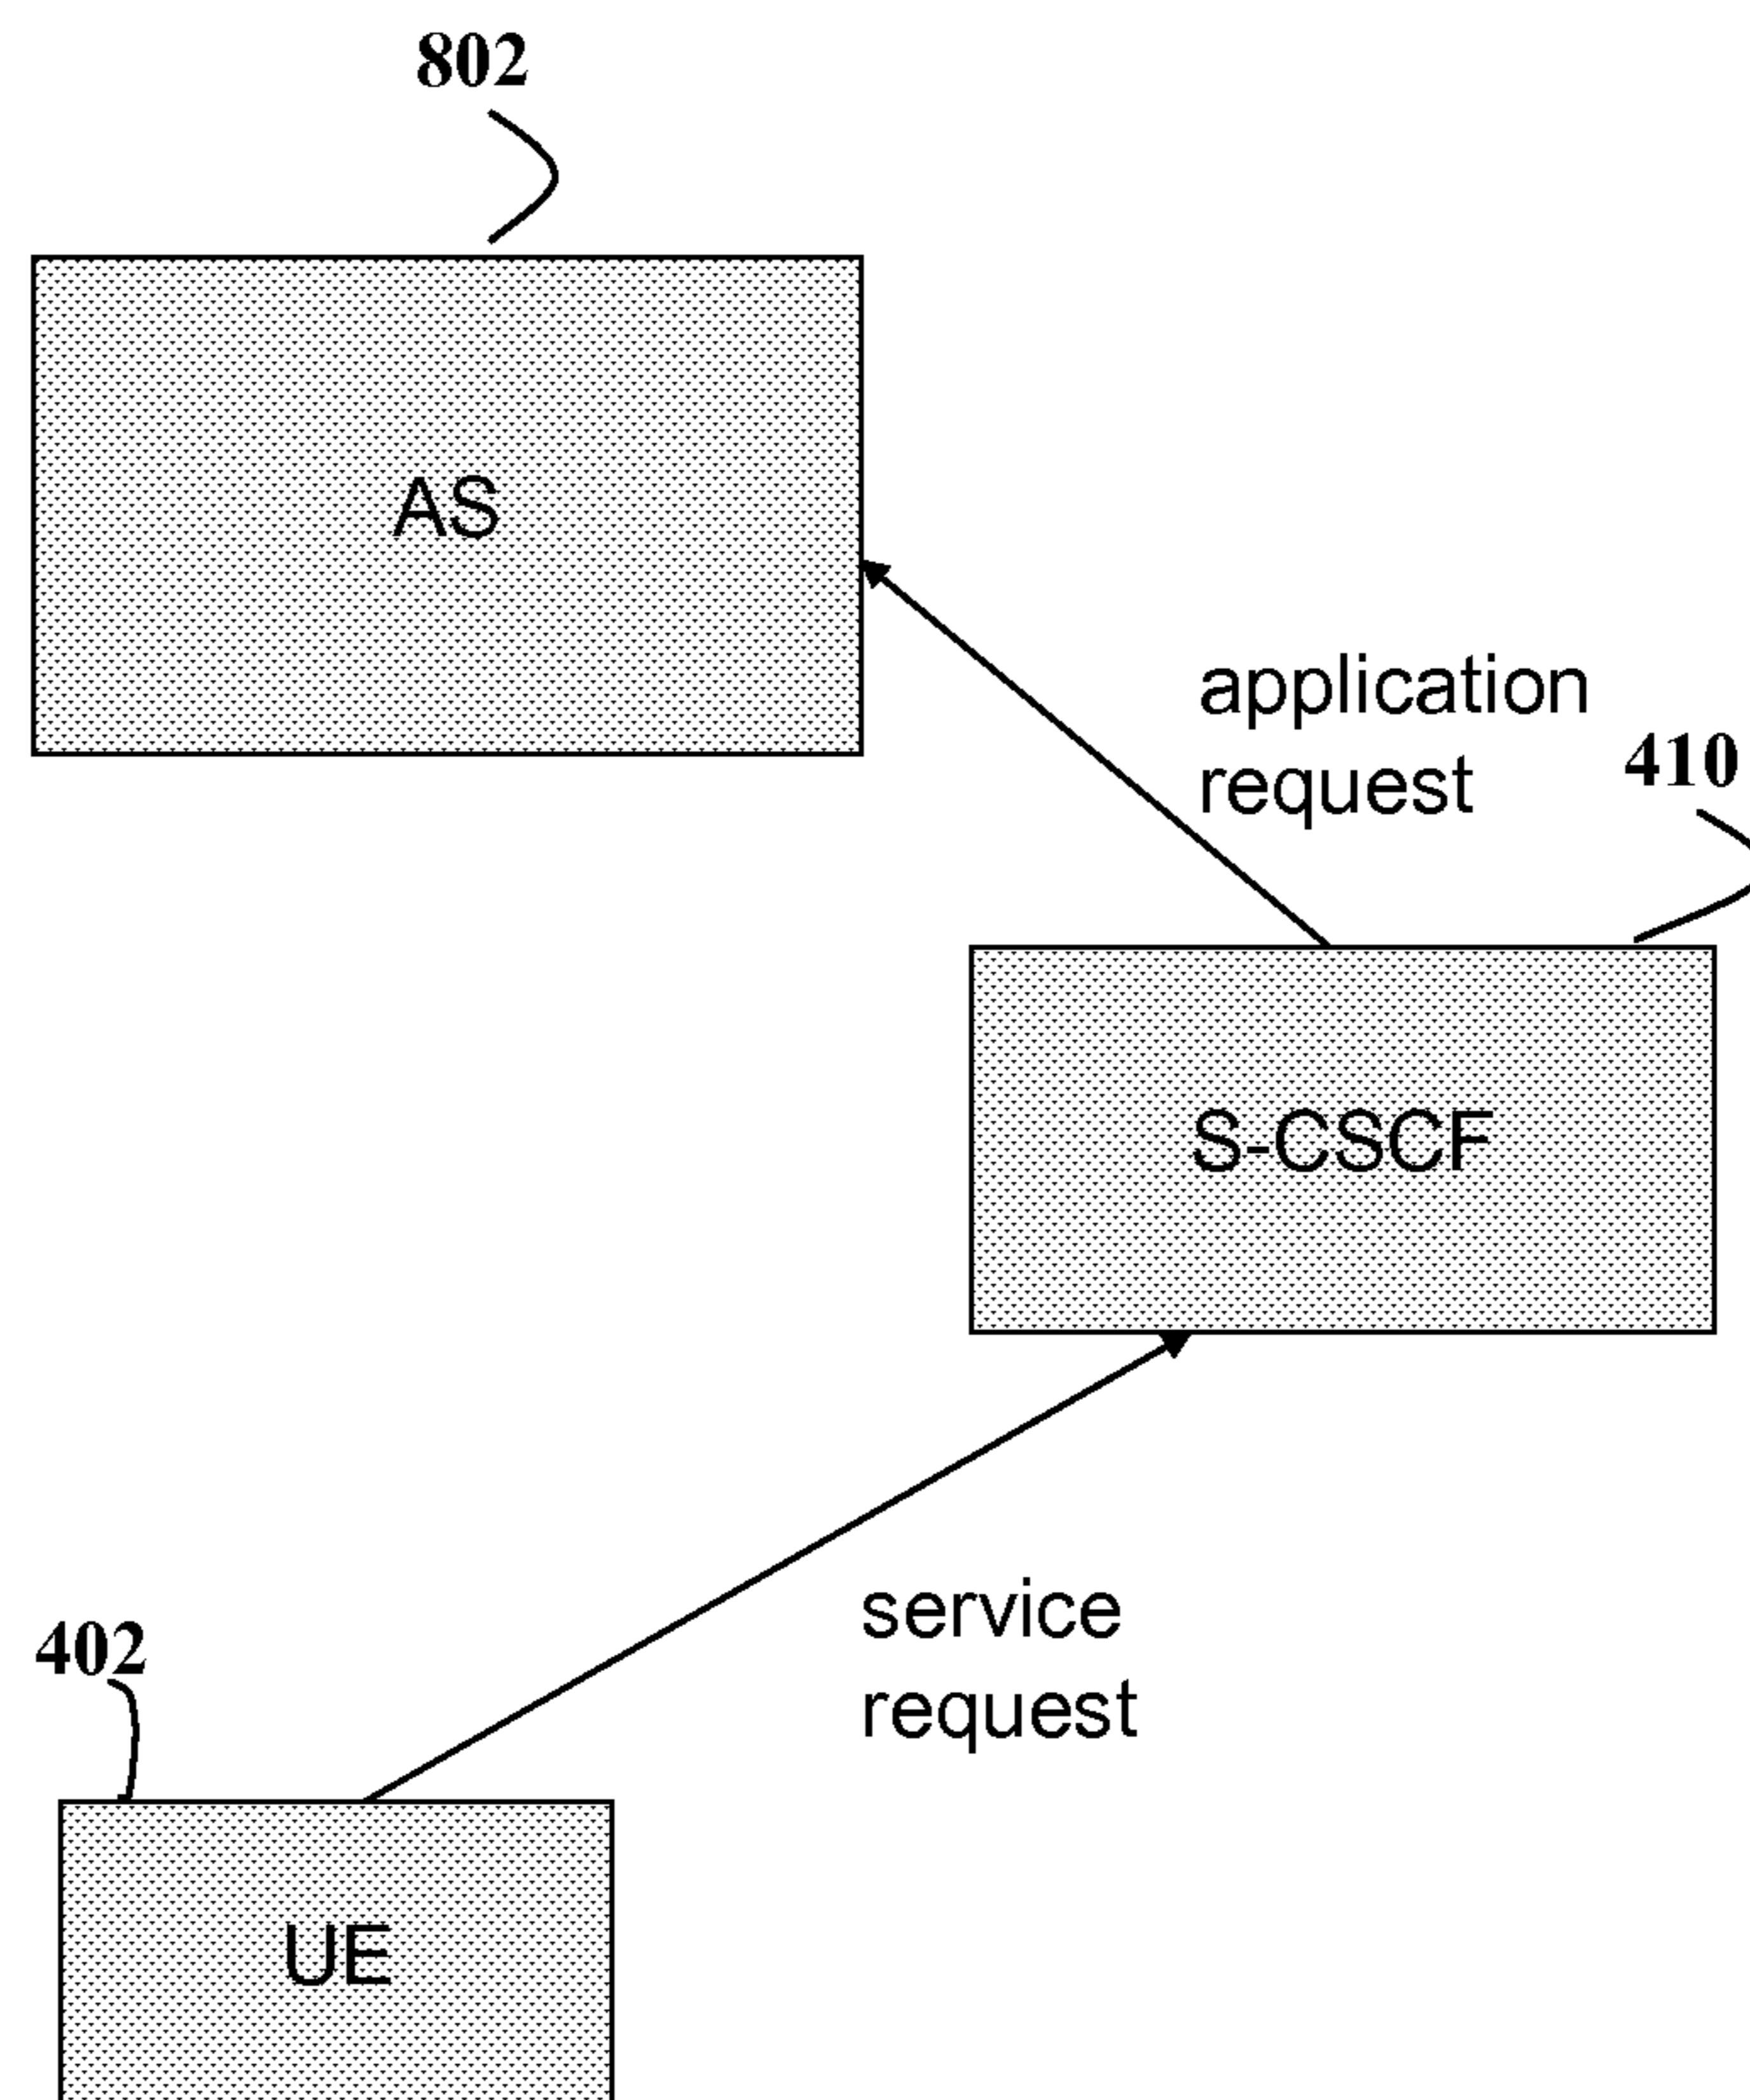 802
AS
application
request
410
S-CSCF
service
request
402
UE